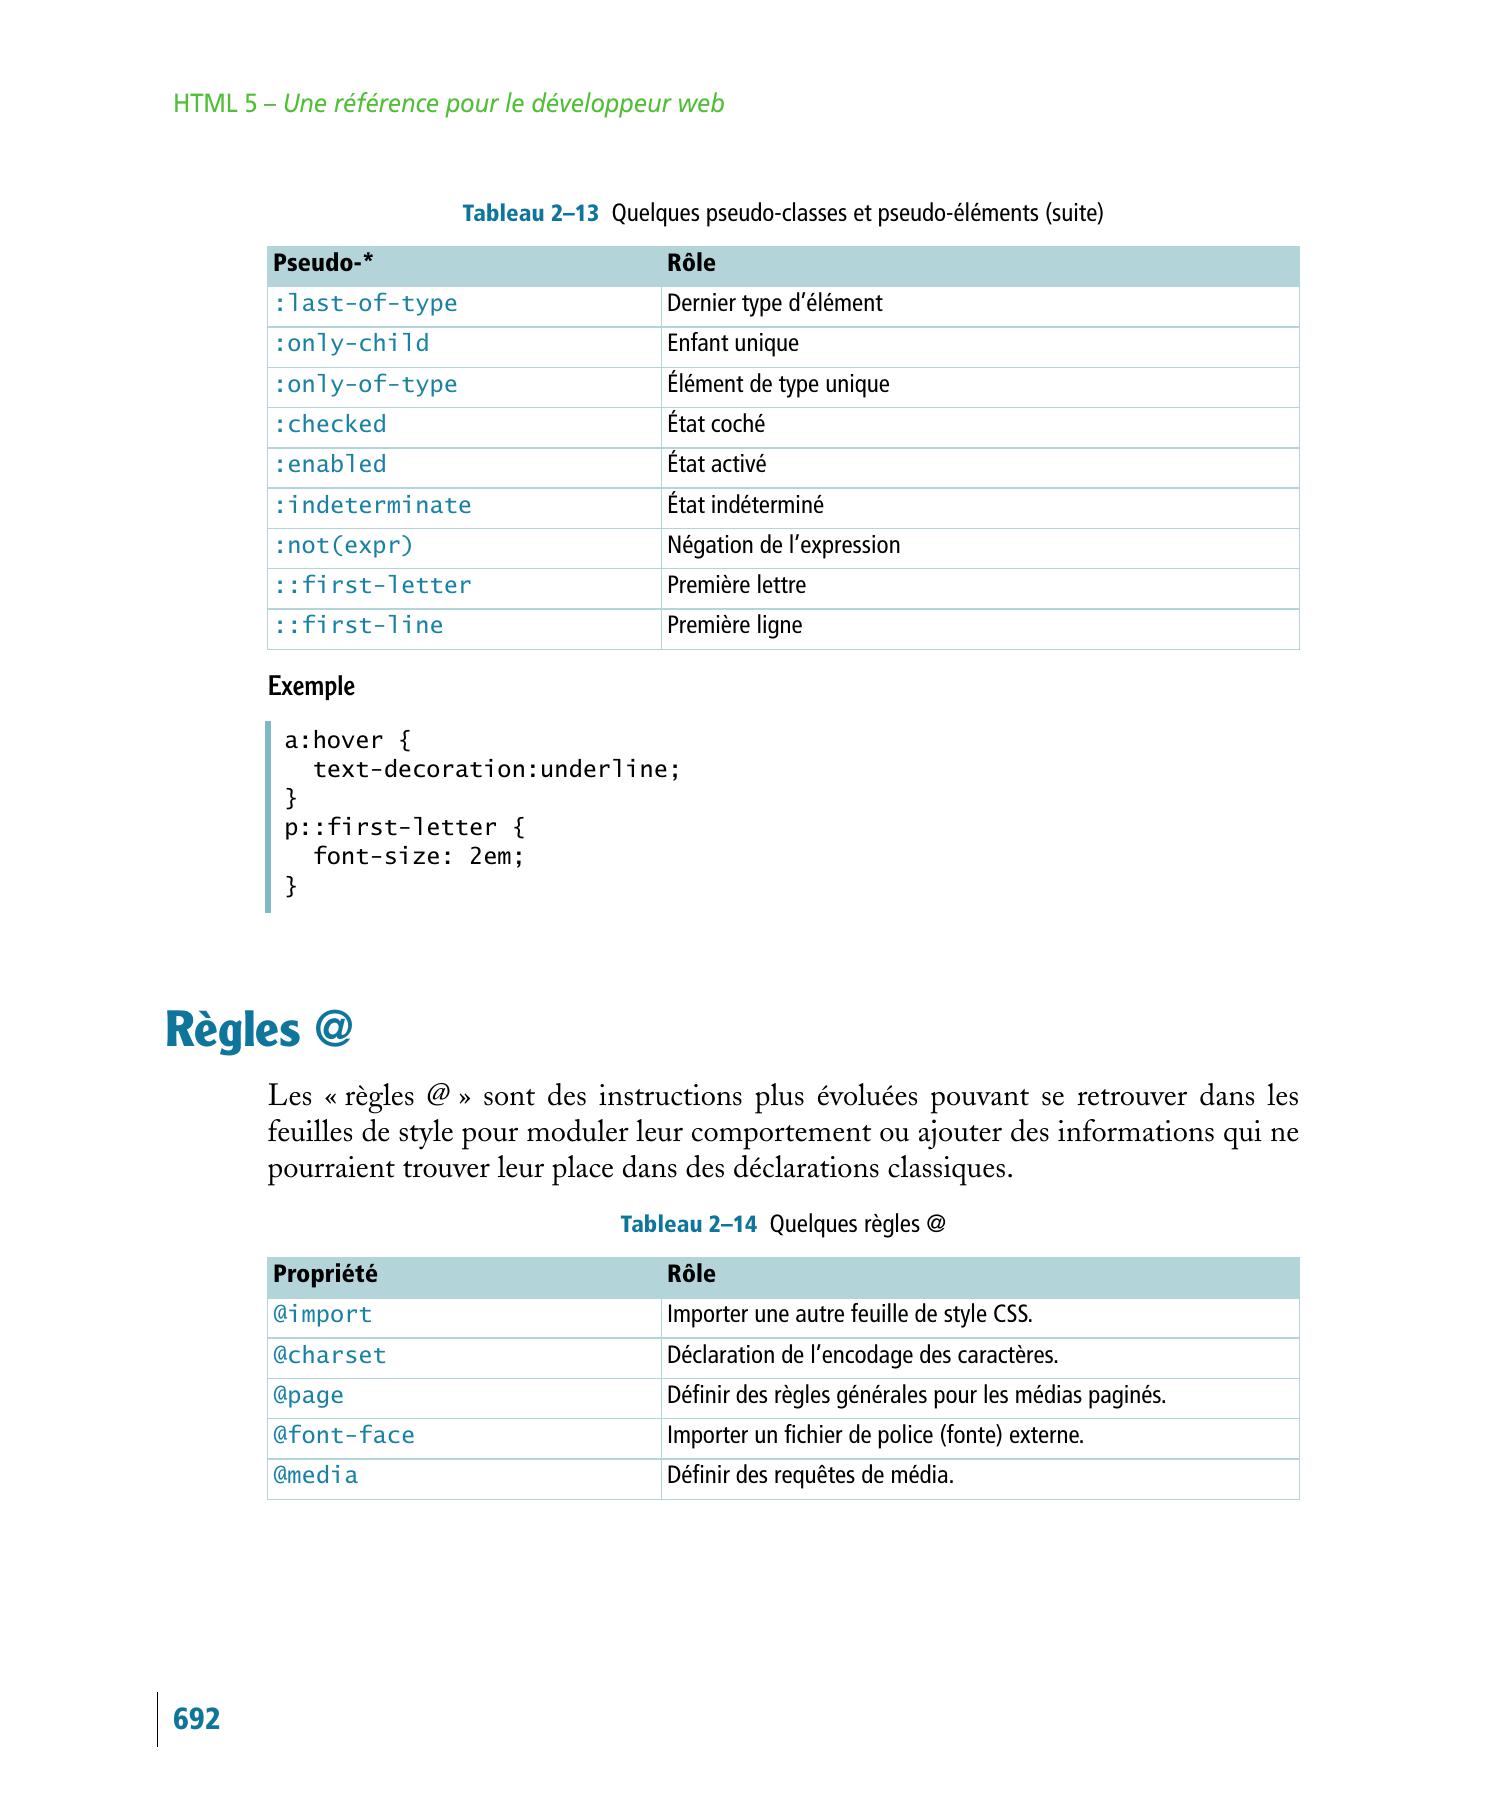 HTML 5 – Une référence pour le développeur web
Tableau 2–13 Quelques pseudo-classes et pseudo-éléments (suite)
Pseudo-* Rôle
:last-of-type Dernier type d’élément
:only-child Enfant unique
:only-of-type Élément de type unique
:checked État coché
:enabled État activé
:indeterminate État indéterminé
:not(expr) Négation de l’expression
::first-letter Première lettre
::first-line Première ligne
Exemple
a:hover {
  text-decoration:underline;
}
p::first-letter {
  font-size: 2em;
}
Règles @
Les « règles @ » sont des instructions plus évoluées pouvant se retrouver dans les
feuilles de style pour moduler leur comportement ou ajouter des informations qui ne
pourraient trouver leur place dans des déclarations classiques.
Tableau 2–14 Quelques règles @
Propriété Rôle
@import Importer une autre feuille de style CSS.
@charset Déclaration de l’encodage des caractères.
@page Définir des règles générales pour les médias paginés.
@font-face Importer un fichier de police (fonte) externe.
@media Définir des requêtes de média.
692